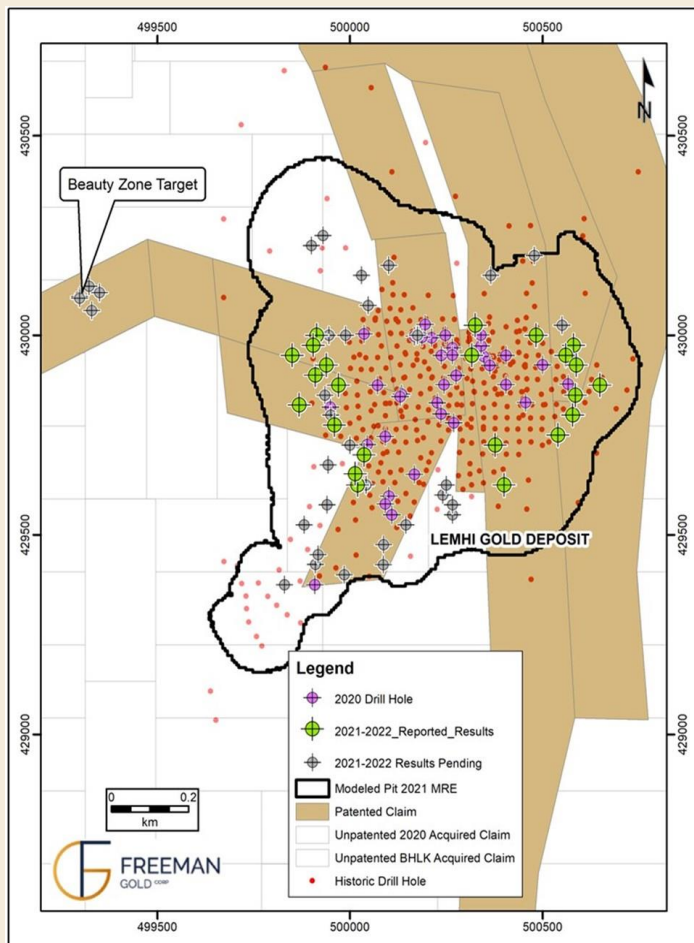 499500
500000
500500
430500
430500
Beauty Zone Target
N
430000
430000
429500
429500
LEMHI GOLD DEPOSIT
Legend
2020 Drill Hole
2021-2022_Reported_Results
2021-2022 Results Pending
Modeled Pit 2021 MRE
Patented Claim
Unpatented 2020 Acquired Claim
Unpatented BHLK Acquired Claim
Historic Drill Hole
429000
429000
0 0.2
km
FREEMAN
GOLD CORP
499500
500000
500500